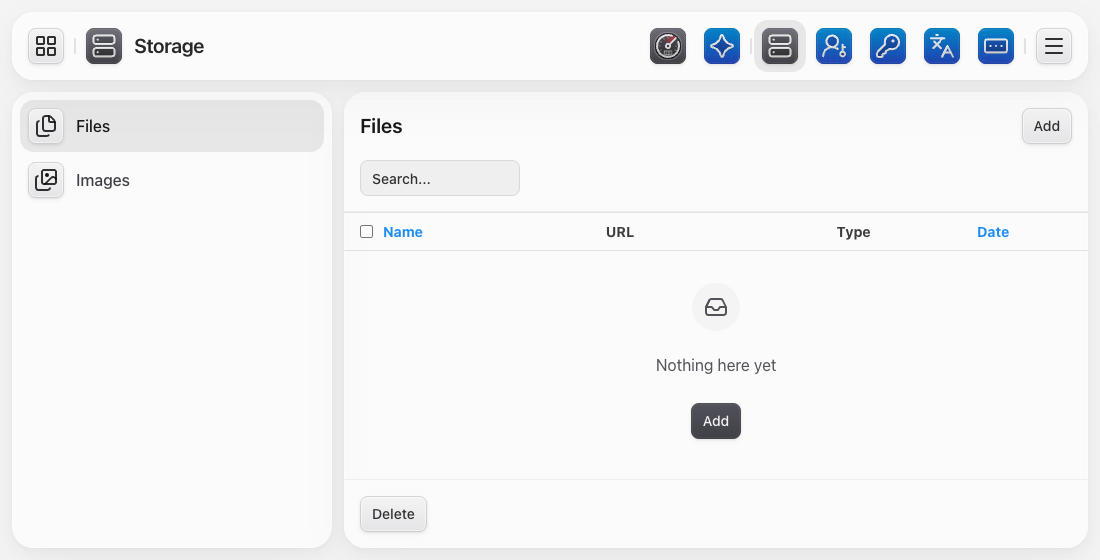 Storage
Files
Images
Files
Add
Search...
Name URL Type Date
Nothing here yet
Add
Delete